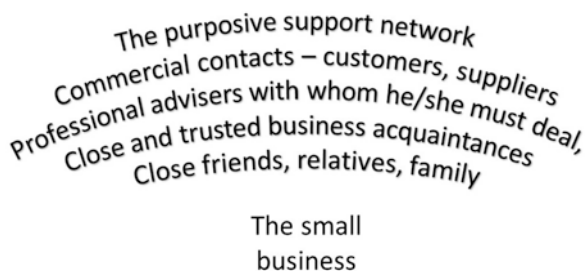 The purposive support network
Commercial contacts – customers, suppliers
Professional advisers with whom he/she must deal,
Close and trusted business acquaintances
Close friends, relatives, family
The small
business